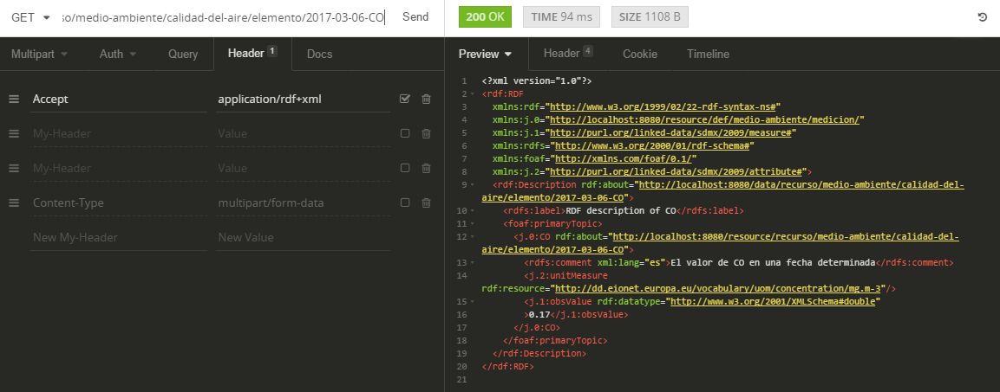 GET so/medio-ambiente/calidad-del-aire/elemento/2017-03-06-CO Send
200 OK TIME 94 ms SIZE 1108 B
Multipart Auth Query Header 1 Docs
Preview Header 4 Cookie Timeline
Accept application/rdf+xml
My-Header Value
My-Header Value
Content-Type multipart/form-data
New My-Header New Value
1 <?xml version="1.0"?>
2 <rdf:RDF
3 xmlns:rdf="http://www.w3.org/1999/02/22-rdf-syntax-ns#"
4 xmlns:j.0="http://localhost:8080/resource/def/medio-ambiente/medicion/"
5 xmlns:j.1="http://purl.org/linked-data/sdmx/2009/measure#"
6 xmlns:rdfs="http://www.w3.org/2000/01/rdf-schema#"
7 xmlns:foaf="http://xmlns.com/foaf/0.1/"
8 xmlns:j.2="http://purl.org/linked-data/sdmx/2009/attribute#">
9 <rdf:Description rdf:about="http://localhost:8080/data/recurso/medio-ambiente/calidad-del-
aire/elemento/2017-03-06-CO">
10 <rdfs:label>RDF description of CO</rdfs:label>
11 <foaf:primaryTopic>
12 <j.0:CO rdf:about="http://localhost:8080/resource/recurso/medio-ambiente/calidad-del-
aire/elemento/2017-03-06-CO">
13 <rdfs:comment xml:lang="es">El valor de CO en una fecha determinada</rdfs:comment>
14 <j.2:unitMeasure
rdf:resource="http://dd.eionet.europa.eu/vocabulary/uom/concentration/mg.m-3"/>
15 <j.1:obsValue rdf:datatype="http://www.w3.org/2001/XMLSchema#double"
16 >0.17</j.1:obsValue>
17 </j.0:CO>
18 </foaf:primaryTopic>
19 </rdf:Description>
20 </rdf:RDF>
21